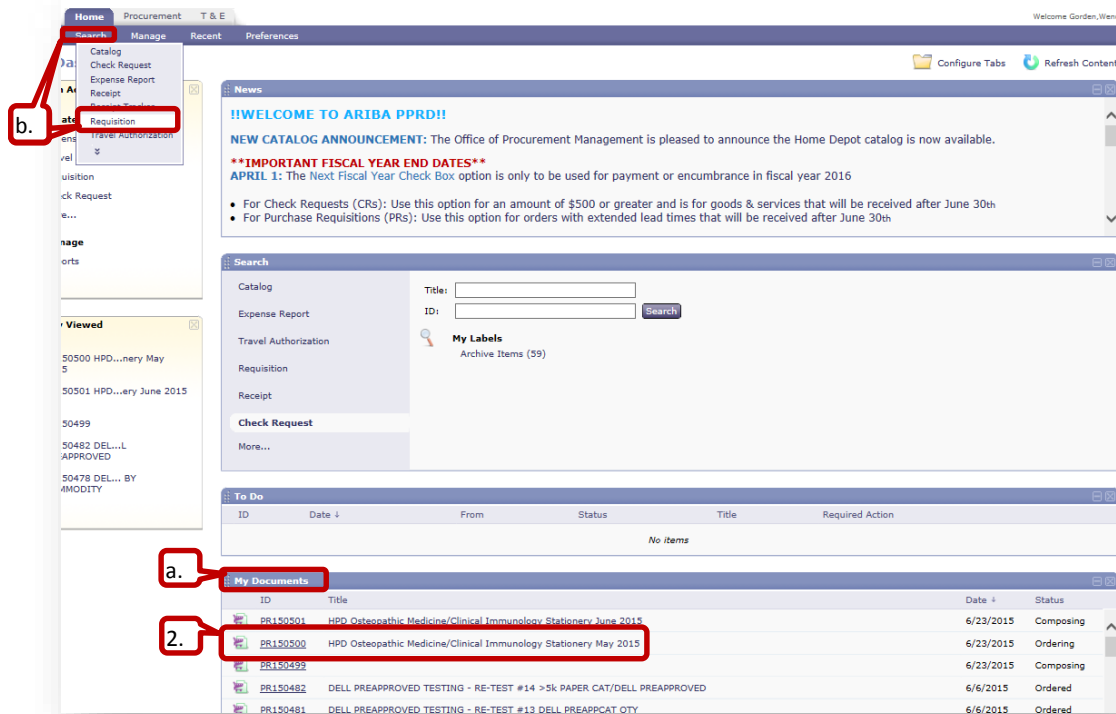 Home Procurement T & E
Welcome Gorden,Wen
Search Manage Recent Preferences
Catalog
Check Request
Expense Report
Receipt
Requisition
Travel Authorization
b.
Configure Tabs Refresh Content
uisition
ck Request
e...
nage
orts
News
!!WELCOME TO ARIBA PPRD!!
NEW CATALOG ANNOUNCEMENT: The Office of Procurement Management is pleased to announce the Home Depot catalog is now available.
**IMPORTANT FISCAL YEAR END DATES**
APRIL 1: The Next Fiscal Year Check Box option is only to be used for payment or encumbrance in fiscal year 2016
• For Check Requests (CRs): Use this option for an amount of $500 or greater and is for goods & services that will be received after June 30th
• For Purchase Requisitions (PRs): Use this option for orders with extended lead times that will be received after June 30th
Viewed
50500 HPD...nery May
5
50501 HPD...ery June 2015
50499
50482 DEL...L
APPROVED
50478 DEL... BY
MMODITY
Search
Catalog
Expense Report
Travel Authorization
Requisition
Receipt
Check Request
More...
Title:
ID: Search
My Labels
Archive Items (59)
To Do
ID Date ↓ From Status Title Required Action
No items
a.
My Documents
ID Title Date ↓ Status
PR150501 HPD Osteopathic Medicine/Clinical Immunology Stationery June 2015 6/23/2015 Composing
2.
PR150500 HPD Osteopathic Medicine/Clinical Immunology Stationery May 2015 6/23/2015 Ordering
PR150499 6/23/2015 Composing
PR150482 DELL PREAPPROVED TESTING - RE-TEST #14 >5k PAPER CAT/DELL PREAPPROVED 6/6/2015 Ordered
PR150481 DELL PREAPPROVED TESTING - RE-TEST #13 DELL PREAPPCAT QTY 6/6/2015 Ordered